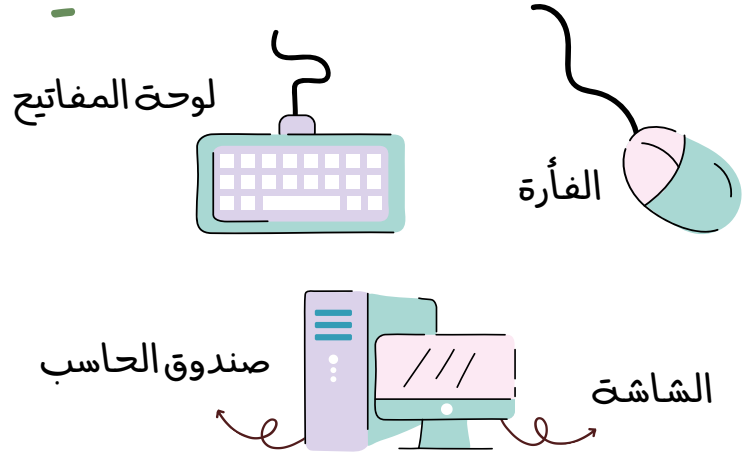 لوحة المفاتيح
الفأرة
صندوق الحاسب
الشاشة